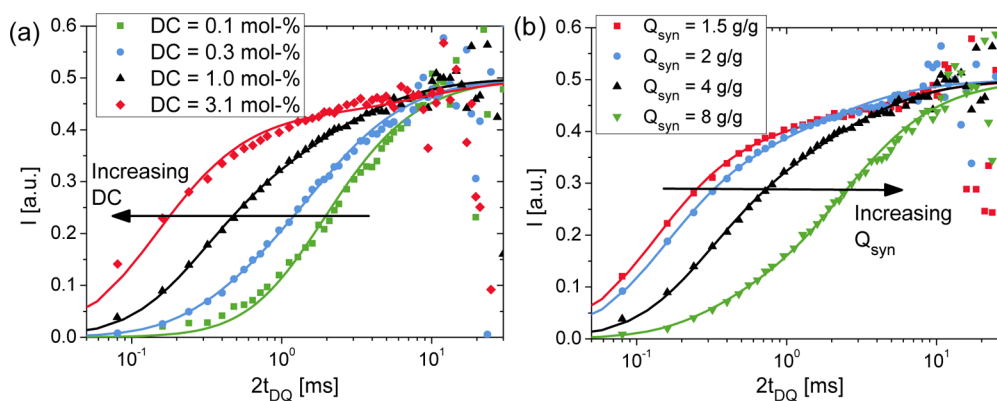 (a)
DC = 0.1 mol-%
DC = 0.3 mol-%
DC = 1.0 mol-%
DC = 3.1 mol-%
Increasing
DC
I [a.u.]
0.6
0.5
0.4
0.3
0.2
0.1
0.0
10⁻¹
10⁰
10¹
2t_DQ [ms]
(b)
Q_syn = 1.5 g/g
Q_syn = 2 g/g
Q_syn = 4 g/g
Q_syn = 8 g/g
Increasing
Q_syn
I [a.u.]
0.6
0.5
0.4
0.3
0.2
0.1
0.0
10⁻¹
10⁰
10¹
2t_DQ [ms]